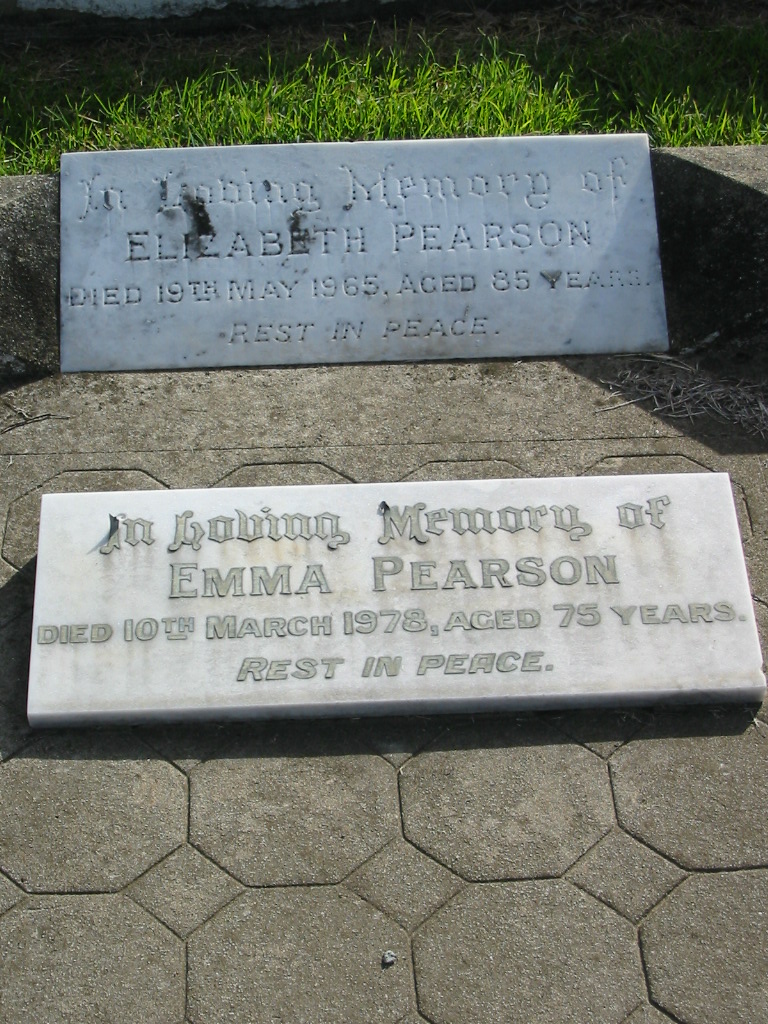 In Loving Memory of
ELIZABETH PEARSON
DIED 19TH MAY 1965, AGED 85 YEARS.
REST IN PEACE.
In Loving Memory of
EMMA PEARSON
DIED 10TH MARCH 1978, AGED 75 YEARS.
REST IN PEACE.